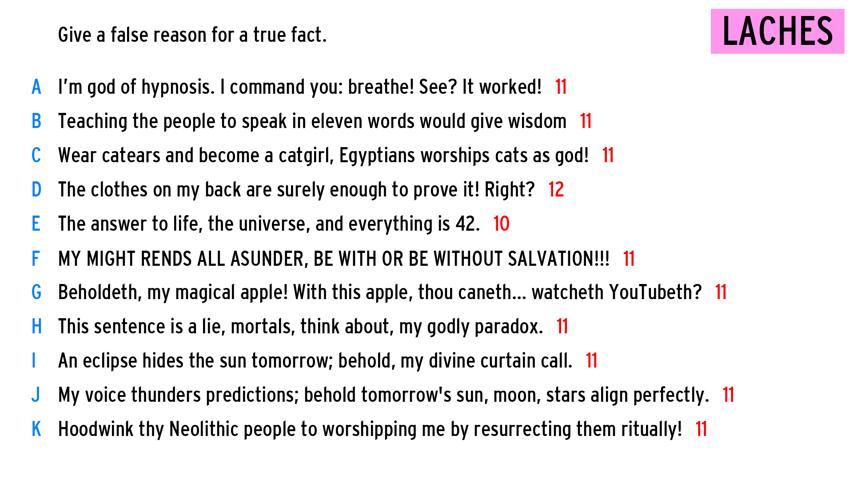 Give a false reason for a true fact.
LACHES
A I'm god of hypnosis. I command you: breathe! See? It worked! 11
B Teaching the people to speak in eleven words would give wisdom 11
C Wear catears and become a catgirl, Egyptians worships cats as god! 11
D The clothes on my back are surely enough to prove it! Right? 12
E The answer to life, the universe, and everything is 42. 10
F MY MIGHT RENDS ALL ASUNDER, BE WITH OR BE WITHOUT SALVATION!!! 11
G Beholdeth, my magical apple! With this apple, thou caneth... watcheth YouTubeth? 11
H This sentence is a lie, mortals, think about, my godly paradox. 11
I An eclipse hides the sun tomorrow; behold, my divine curtain call. 11
J My voice thunders predictions; behold tomorrow's sun, moon, stars align perfectly. 11
K Hoodwink thy Neolithic people to worshipping me by resurrecting them ritually! 11